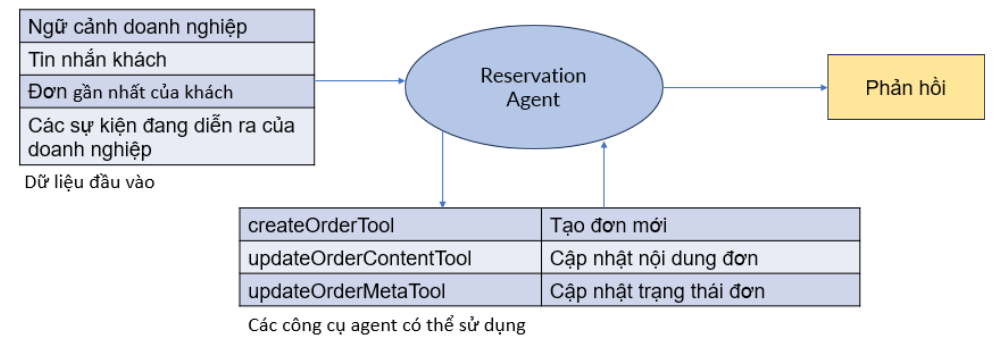 Ngữ cảnh doanh nghiệp
Tin nhắn khách
Đơn gần nhất của khách
Các sự kiện đang diễn ra của
doanh nghiệp
Dữ liệu đầu vào
Reservation
Agent
Phản hồi
createOrderTool Tạo đơn mới
updateOrderContentTool Cập nhật nội dung đơn
updateOrderMetaTool Cập nhật trạng thái đơn
Các công cụ agent có thể sử dụng